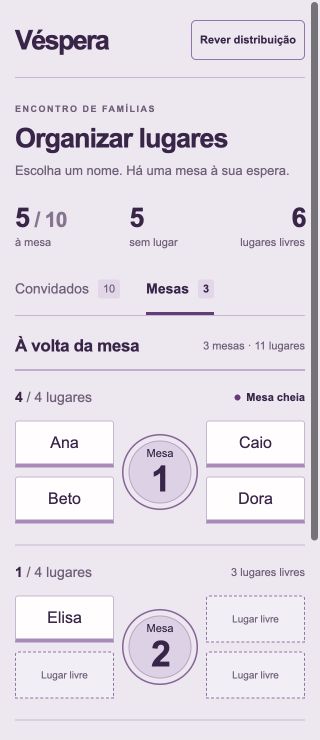 Véspera
Rever distribuição
ENCONTRO DE FAMÍLIAS
Organizar lugares
Escolha um nome. Há uma mesa à sua espera.
5 / 10
à mesa
5
sem lugar
6
lugares livres
Convidados 10
Mesas 3
À volta da mesa
3 mesas · 11 lugares
4 / 4 lugares
Mesa cheia
Ana
Beto
Mesa
1
Caio
Dora
1 / 4 lugares
3 lugares livres
Elisa
Lugar livre
Mesa
2
Lugar livre
Lugar livre